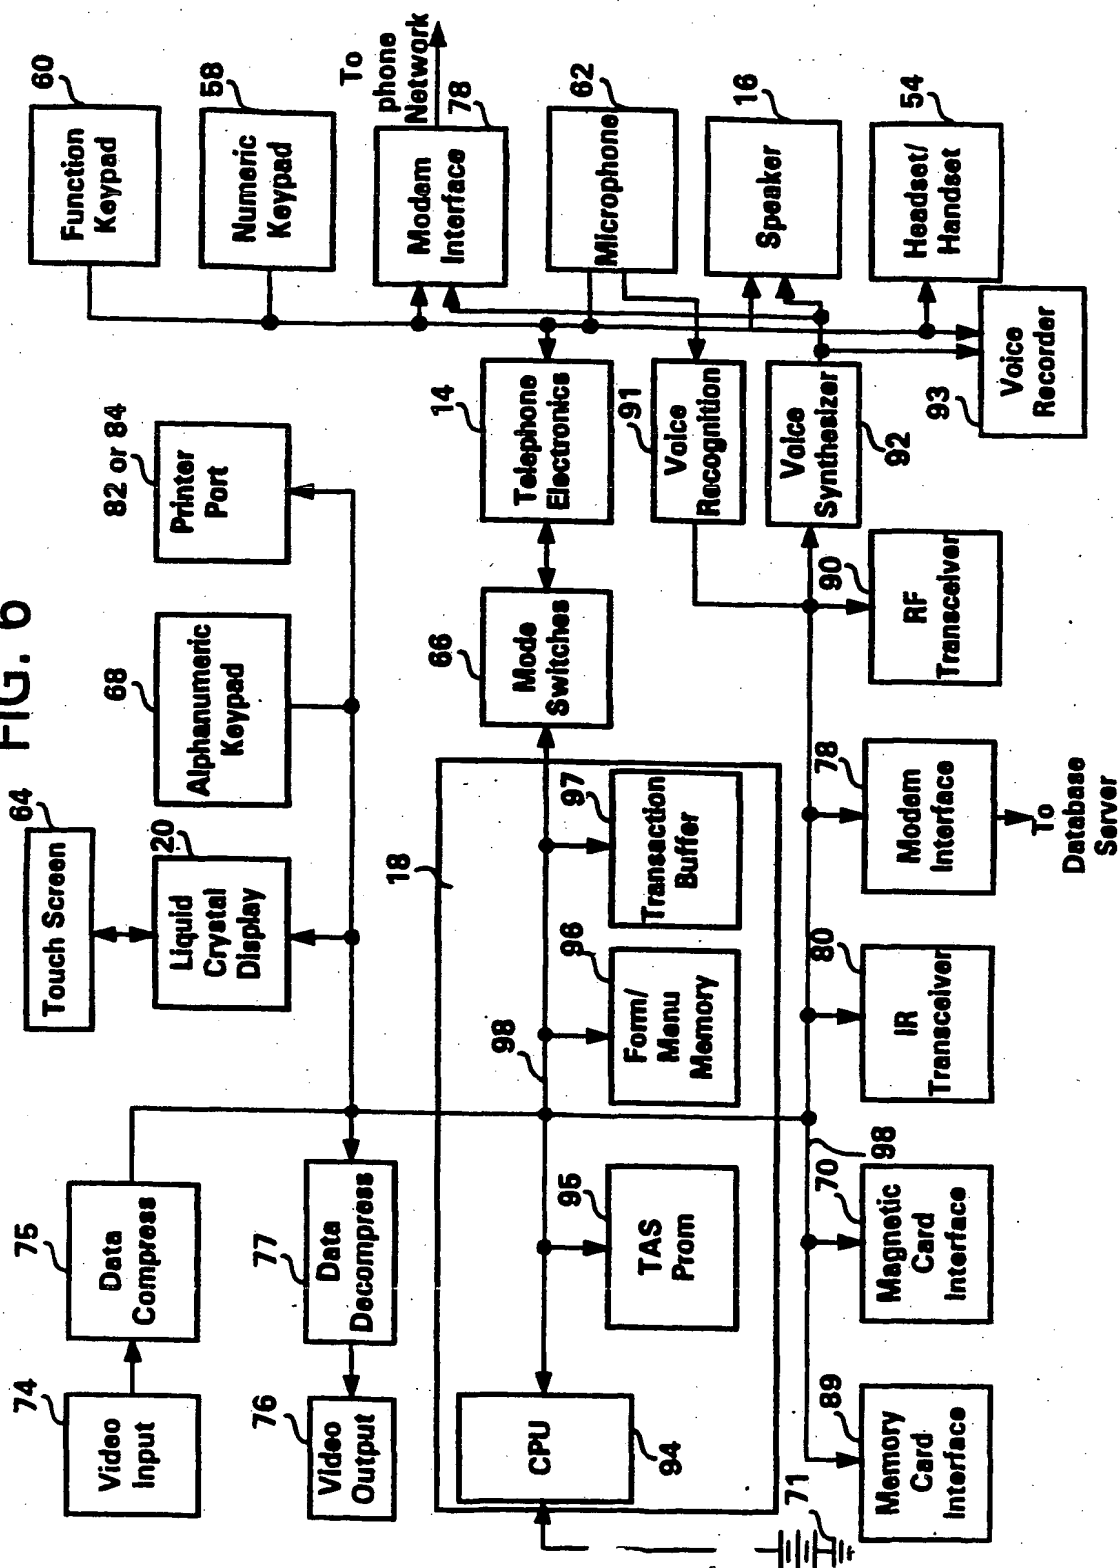 FIG. 6
74
Video
Input
75
Data
Compress
64
Touch Screen
20
Liquid
Crystal
Display
68
Alphanumeric
Keypad
82 or 84
Printer
Port
60
Function
Keypad
58
Numeric
Keypad
To
phone
Network
78
Modem
Interface
76
Video
Output
77
Data
Decompress
18
CPU
94
95
TAS
Prom
98
96
Form/
Menu
Memory
97
Transaction
Buffer
66
Mode
Switches
14
Telephone
Electronics
62
Microphone
91
Voice
Recognition
16
Speaker
Voice
Synthesizer
92
54
Headset/
Handset
93
Voice
Recorder
71
89
Memory
Card
Interface
70
Magnetic
Card
Interface
98
80
IR
Transceiver
78
Modem
Interface
To
Database
Server
90
RF
Transceiver